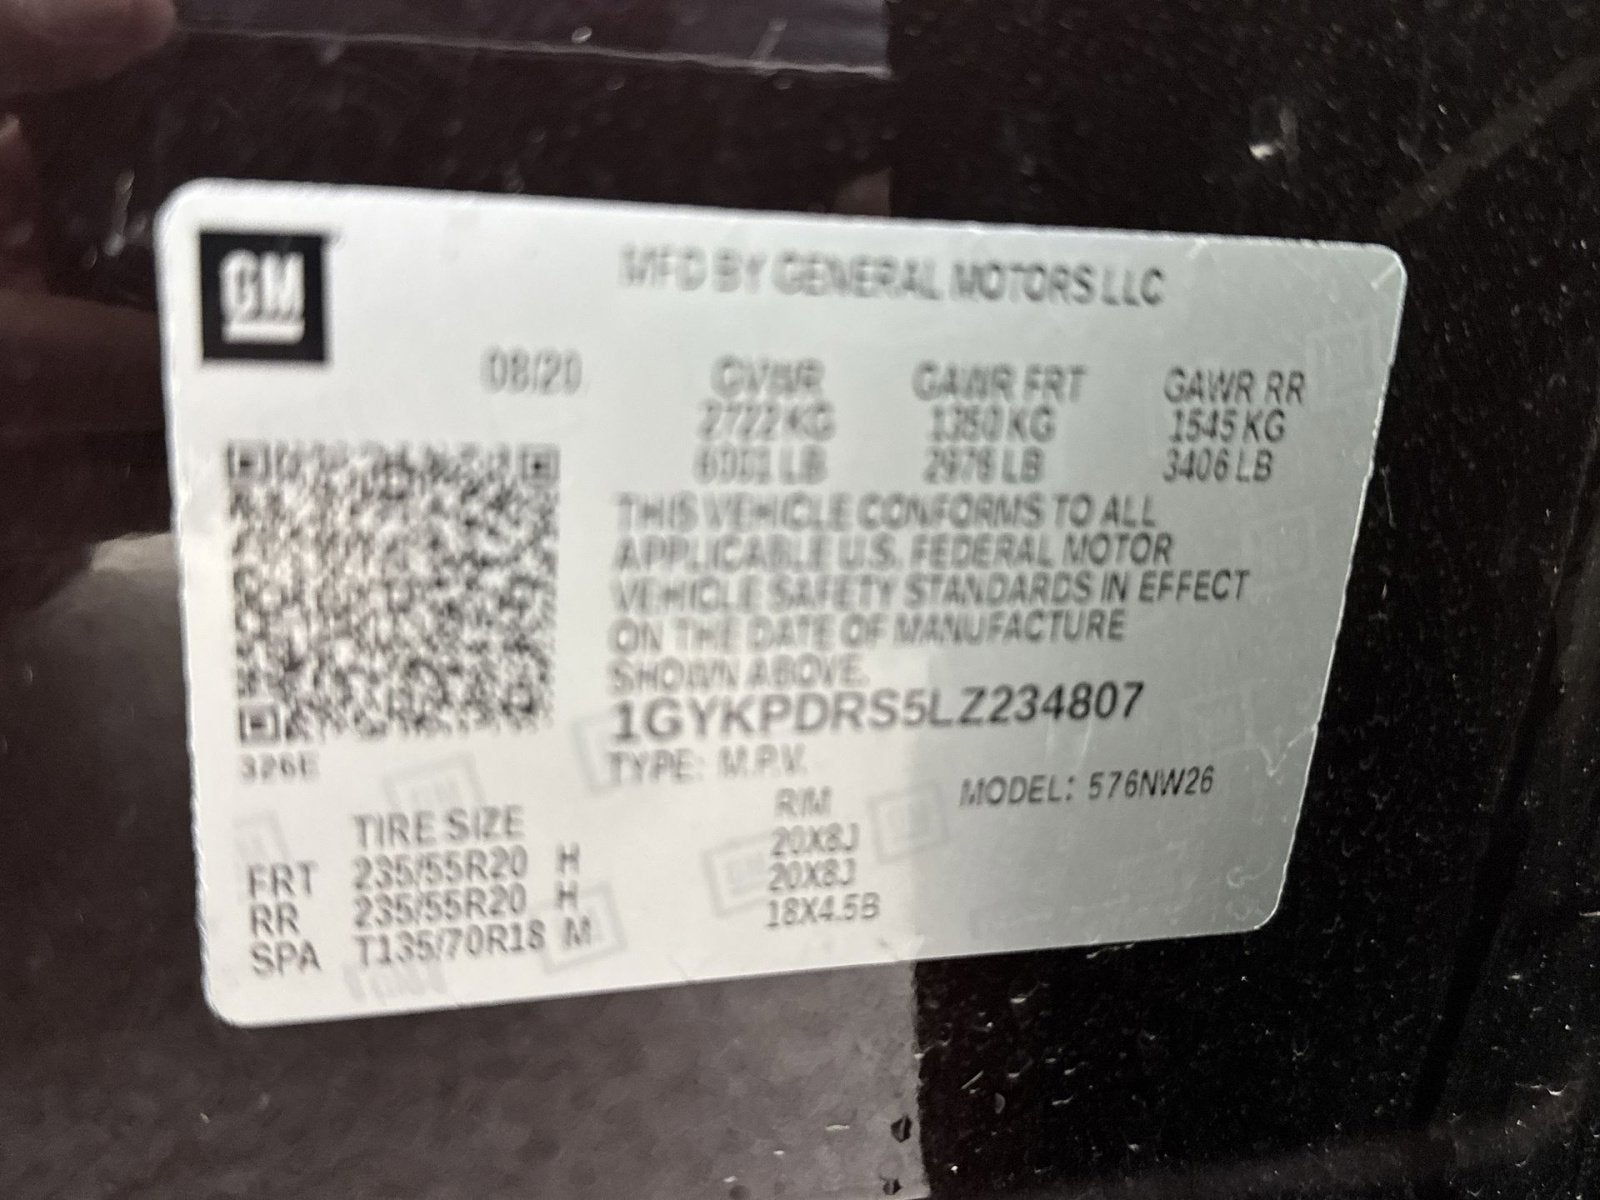 GM
MFD BY GENERAL MOTORS LLC
08/20 GVWR GAWR FRT GAWR RR
2722 KG 1350 KG 1545 KG
6001 LB 2976 LB 3406 LB
THIS VEHICLE CONFORMS TO ALL
APPLICABLE U.S. FEDERAL MOTOR
VEHICLE SAFETY STANDARDS IN EFFECT
ON THE DATE OF MANUFACTURE
SHOWN ABOVE.
1GYKPDRS5LZ234807
326E
TYPE: M.P.V. MODEL: 576NW26
TIRE SIZE RIM
FRT 235/55R20 H 20X8J
RR 235/55R20 H 20X8J
SPA T135/70R18 M 18X4.5B